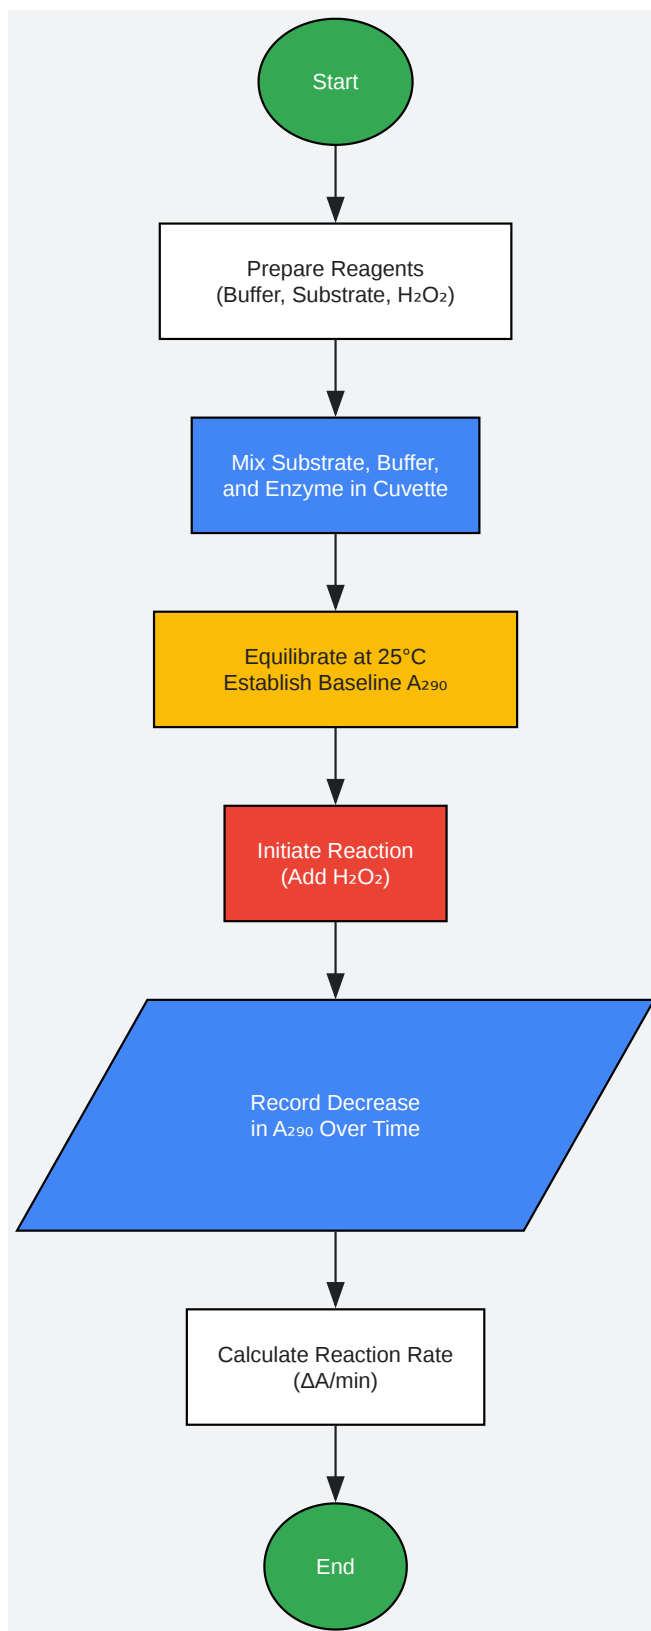 Start
Prepare Reagents
(Buffer, Substrate, H₂O₂)
Mix Substrate, Buffer,
and Enzyme in Cuvette
Equilibrate at 25°C
Establish Baseline A₂₉₀
Initiate Reaction
(Add H₂O₂)
Record Decrease
in A₂₉₀ Over Time
Calculate Reaction Rate
(ΔA/min)
End